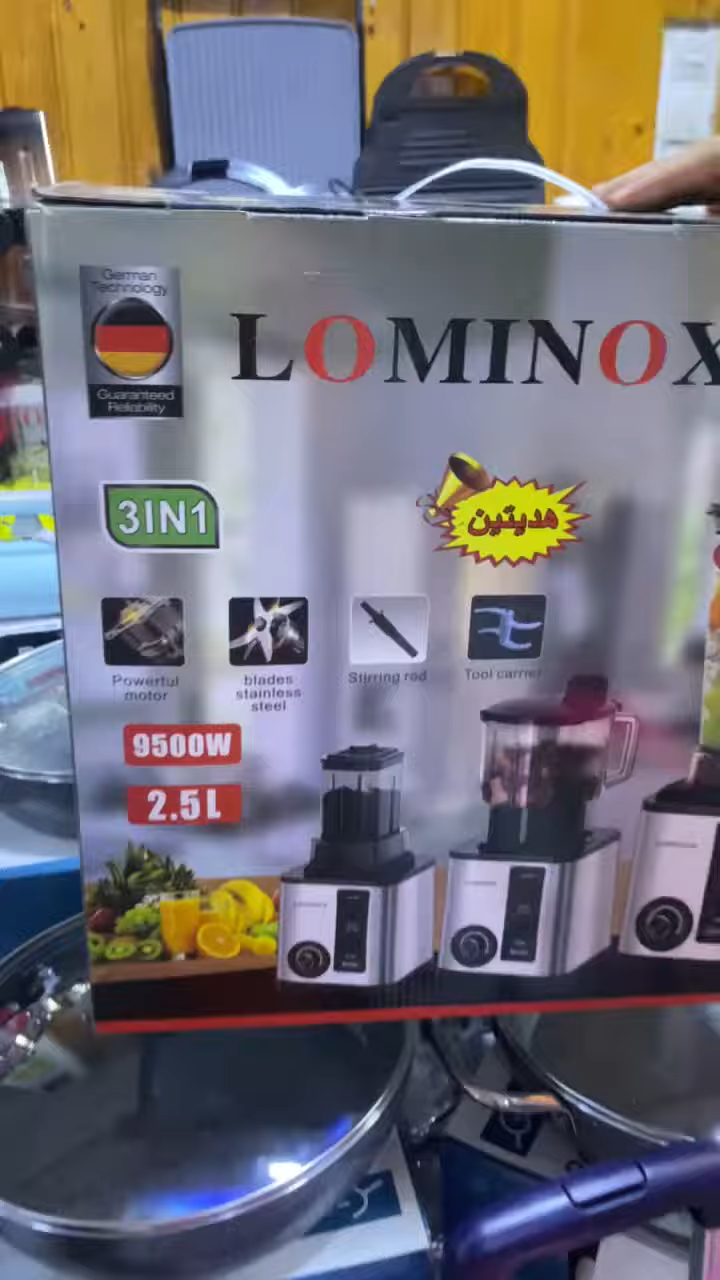 German
Technology
Guaranteed
Reliability
LOMINOX
3IN1
هديتين
Powerful
motor
blades
stainless
steel
Stirring rod
Tool carrier
9500W
2.5L